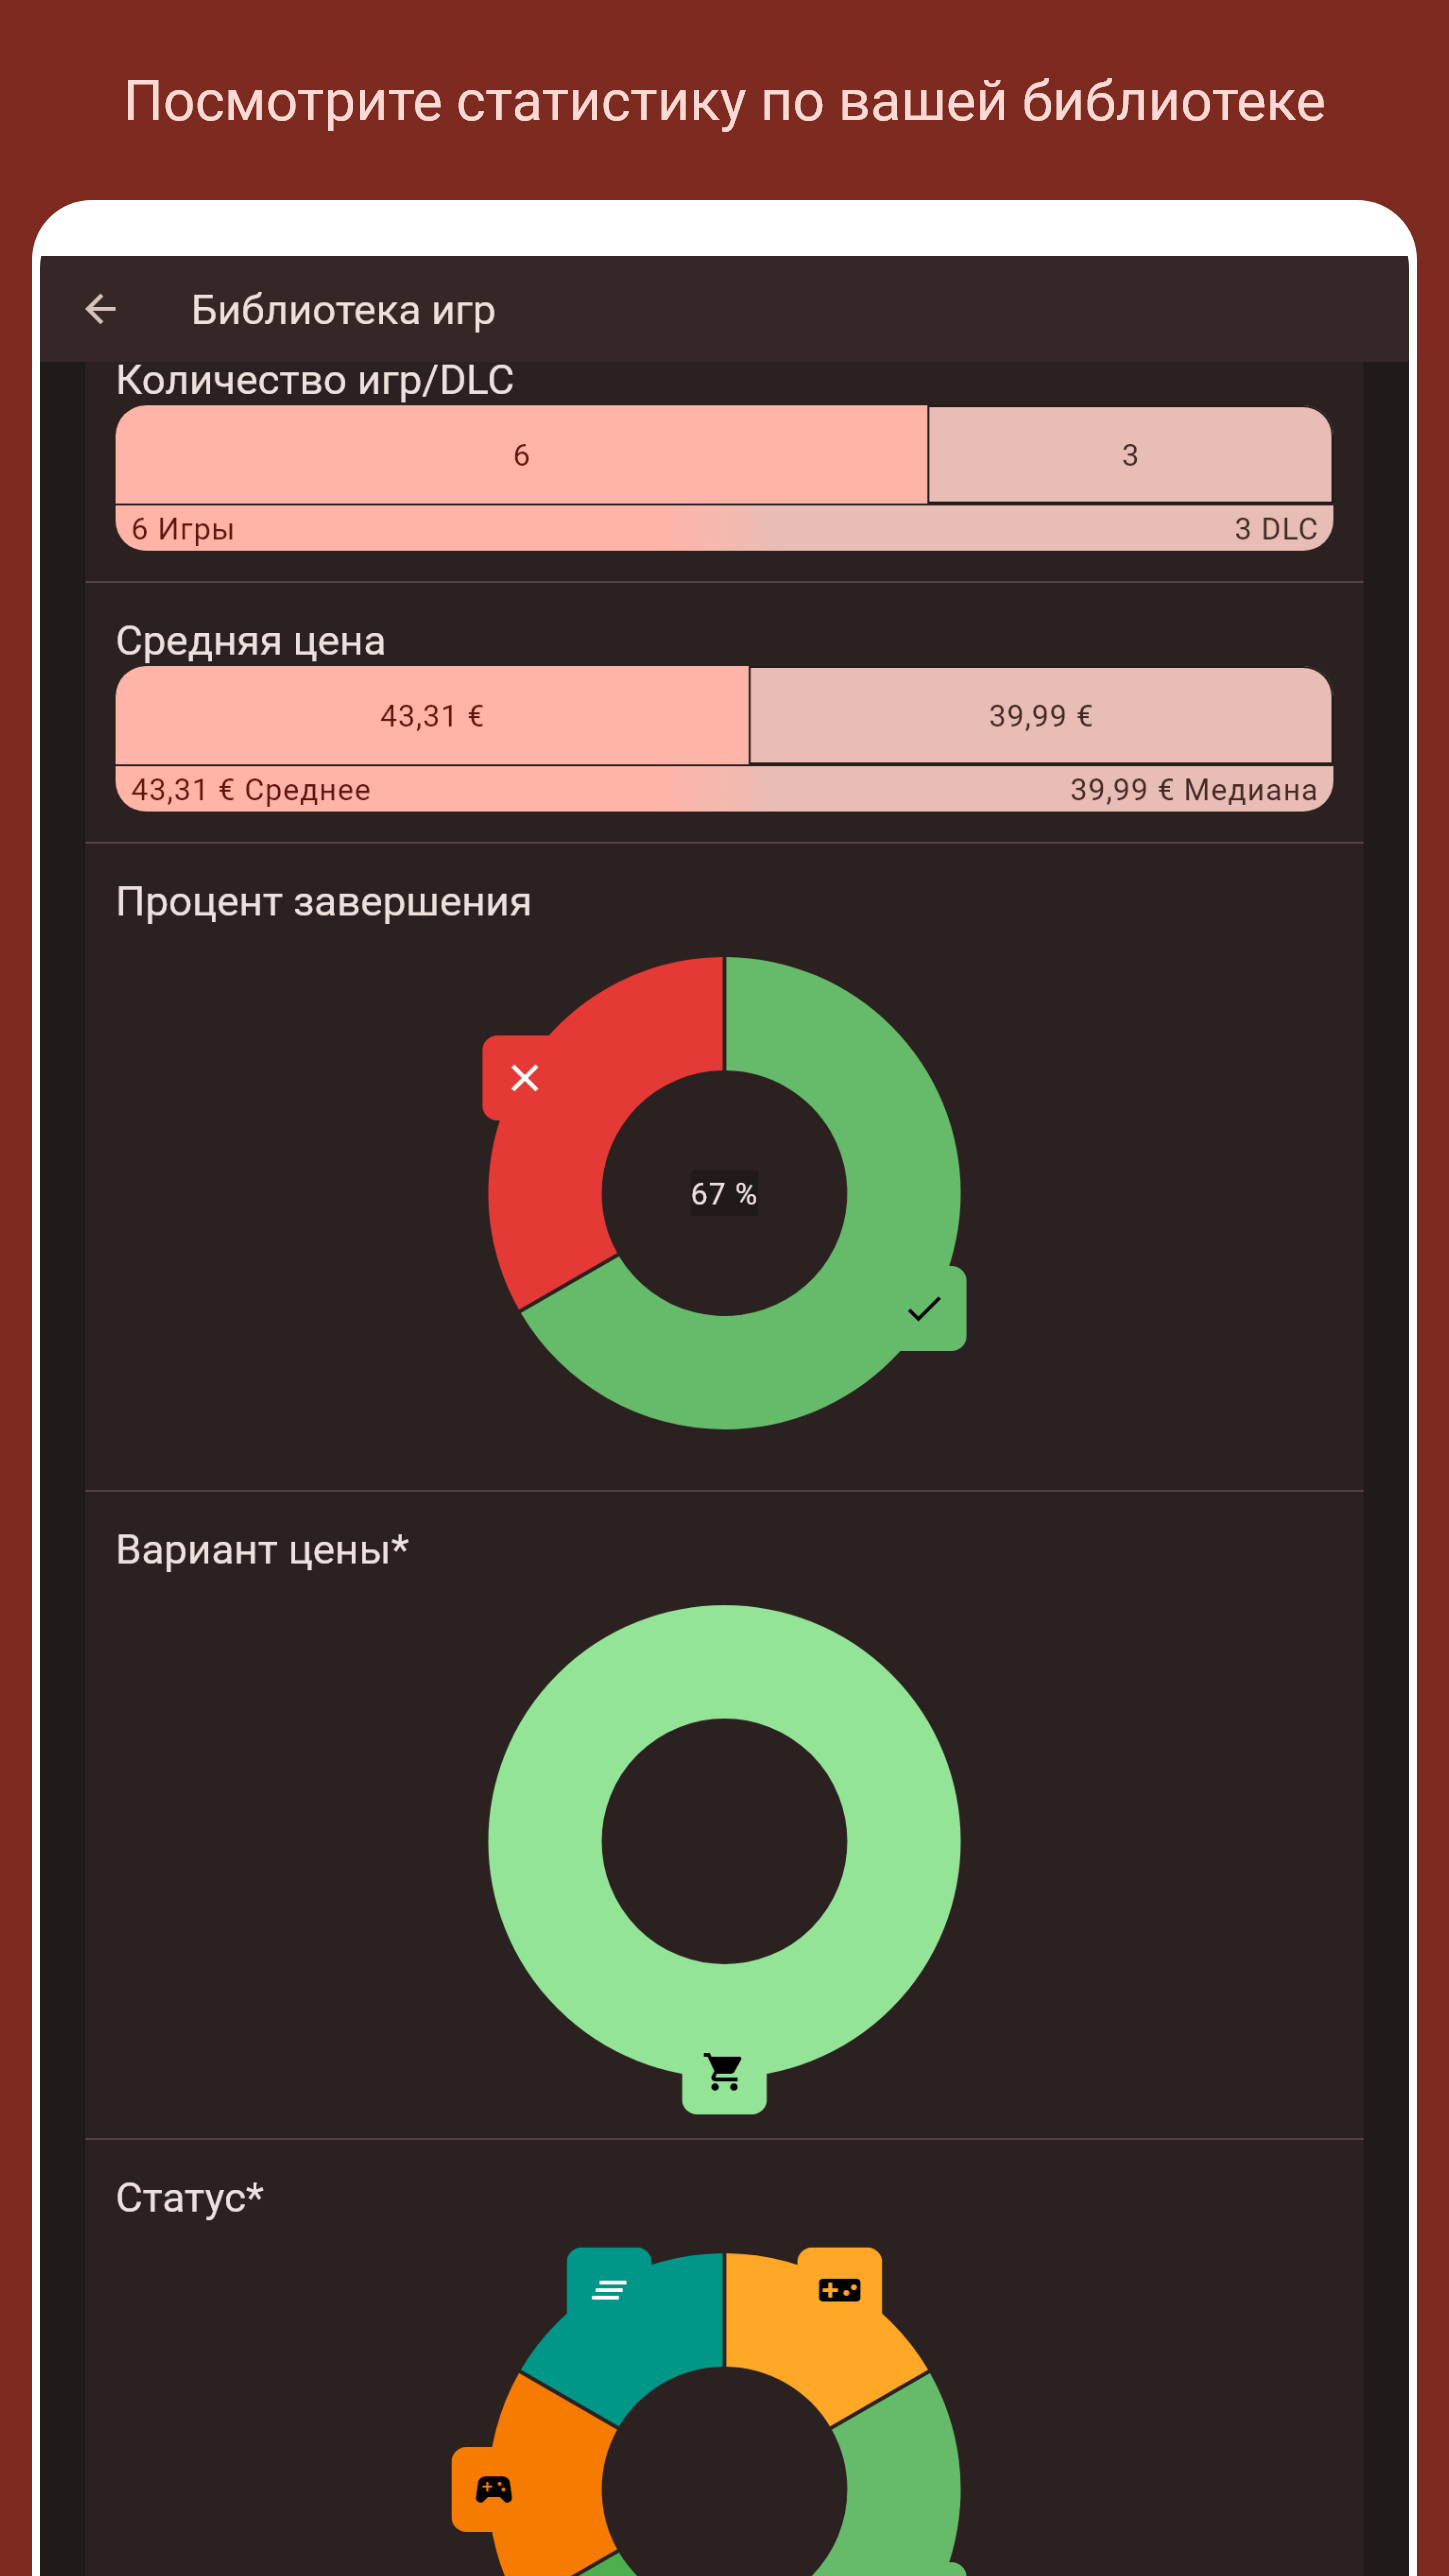 Посмотрите статистику по вашей библиотеке
Библиотека игр
Количество игр/DLC
6 3
6 Игры 3 DLC
Средняя цена
43,31 € 39,99 €
43,31 € Среднее 39,99 € Медиана
Процент завершения
67 %
Вариант цены*
Статус*